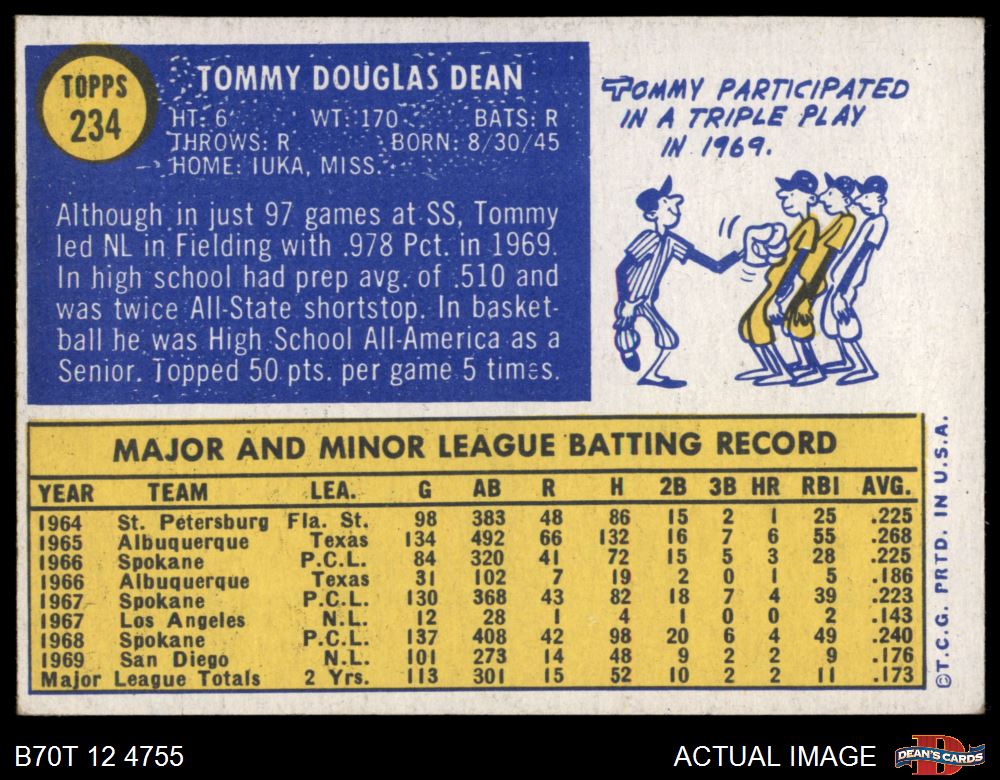 TOPPS
234
TOMMY DOUGLAS DEAN
HT: 6' WT: 170 BATS: R
THROWS: R BORN: 8/30/45
HOME: IUKA, MISS.
Although in just 97 games at SS, Tommy
led NL in Fielding with .978 Pct. in 1969.
In high school had prep avg. of .510 and
was twice All-State shortstop. In basket-
ball he was High School All-America as a
Senior. Topped 50 pts. per game 5 times.
TOMMY PARTICIPATED
IN A TRIPLE PLAY
IN 1969.
MAJOR AND MINOR LEAGUE BATTING RECORD
YEAR TEAM LEA. G AB R H 2B 3B HR RBI AVG.
1964 St. Petersburg Fla. St. 98 383 48 86 15 2 1 25 .225
1965 Albuquerque Texas 134 492 66 132 16 7 6 55 .268
1966 Spokane P.C.L. 84 320 41 72 15 5 3 28 .225
1966 Albuquerque Texas 31 102 7 19 2 0 1 5 .186
1967 Spokane P.C.L. 130 368 43 82 18 7 4 39 .223
1967 Los Angeles N.L. 12 28 1 4 1 0 0 2 .143
1968 Spokane P.C.L. 137 408 42 98 20 6 4 49 .240
1969 San Diego N.L. 101 273 14 48 9 2 2 9 .176
Major League Totals 2 Yrs. 113 301 15 52 10 2 2 11 .173
©T.C.G. PRTD. IN U.S.A.
B70T 12 4755
ACTUAL IMAGE
D
DEAN'S CARDS